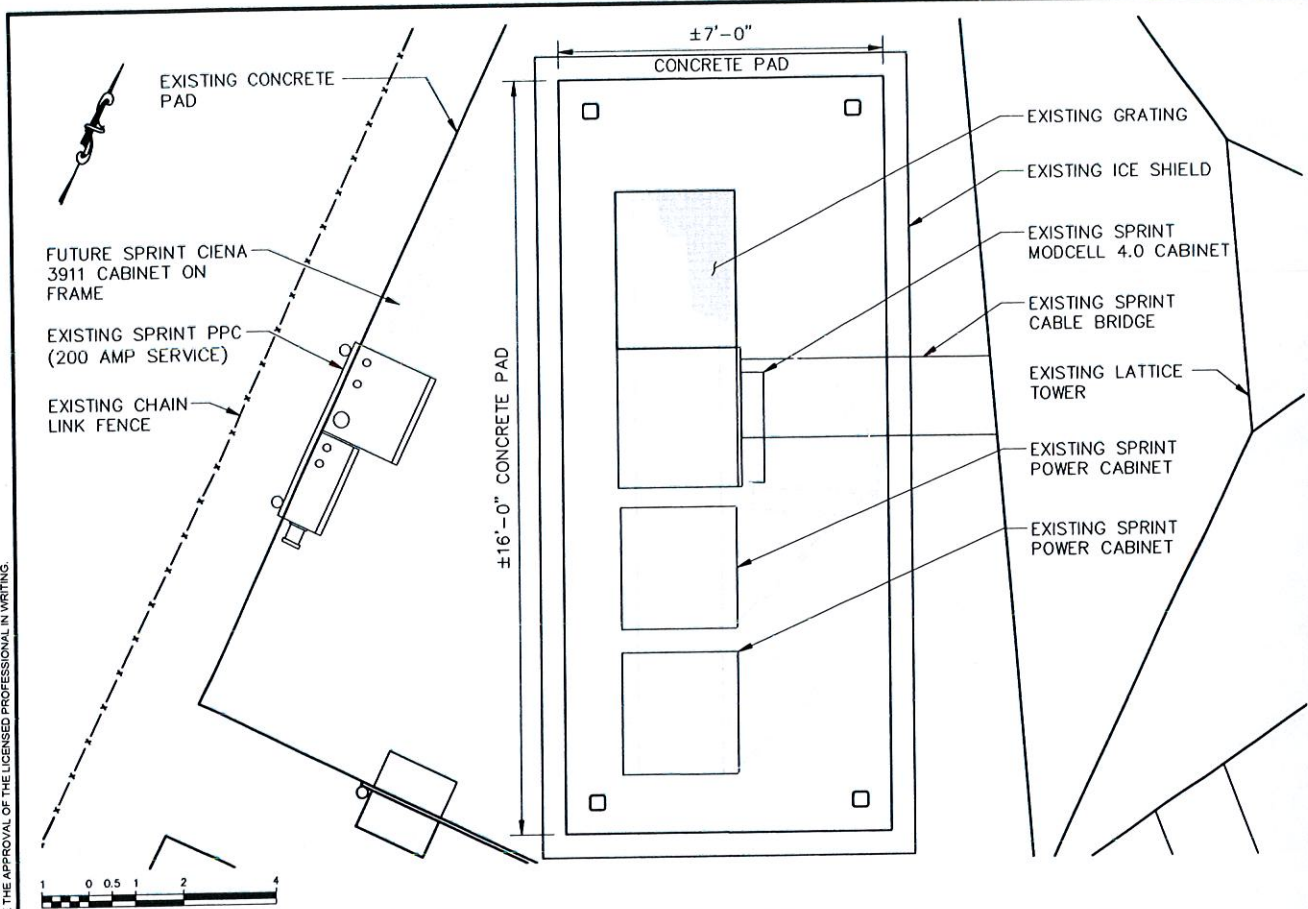 ±7'-0"
CONCRETE PAD
EXISTING CONCRETE
PAD
FUTURE SPRINT CIENA
3911 CABINET ON
FRAME
EXISTING SPRINT PPC
(200 AMP SERVICE)
EXISTING CHAIN
LINK FENCE
±16'-0" CONCRETE PAD
EXISTING GRATING
EXISTING ICE SHIELD
EXISTING SPRINT
MODCELL 4.0 CABINET
EXISTING SPRINT
CABLE BRIDGE
EXISTING LATTICE
TOWER
EXISTING SPRINT
POWER CABINET
EXISTING SPRINT
POWER CABINET
THE APPROVAL OF THE LICENSED PROFESSIONAL IN WRITING.
1 0 0.5 1 2 4